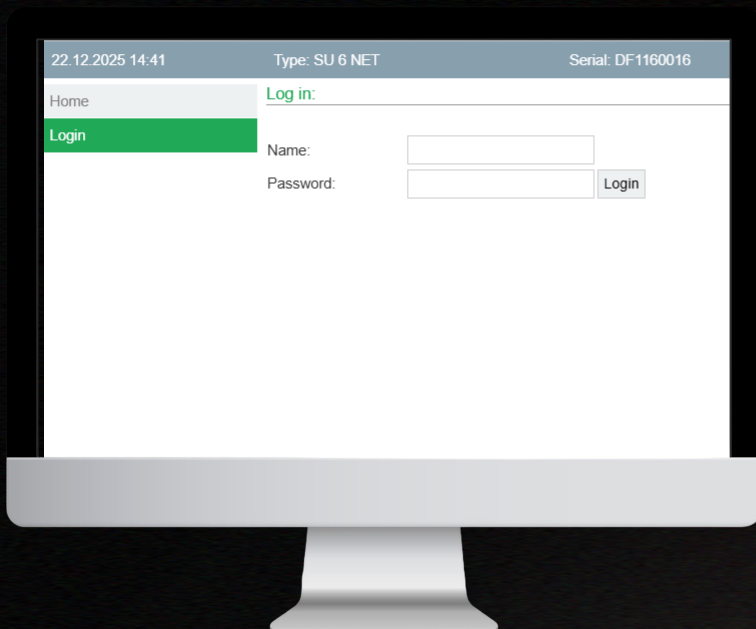 22.12.2025 14:41 Type: SU 6 NET Serial: DF1160016
Home
Login
Log in:
Name:
Password: Login